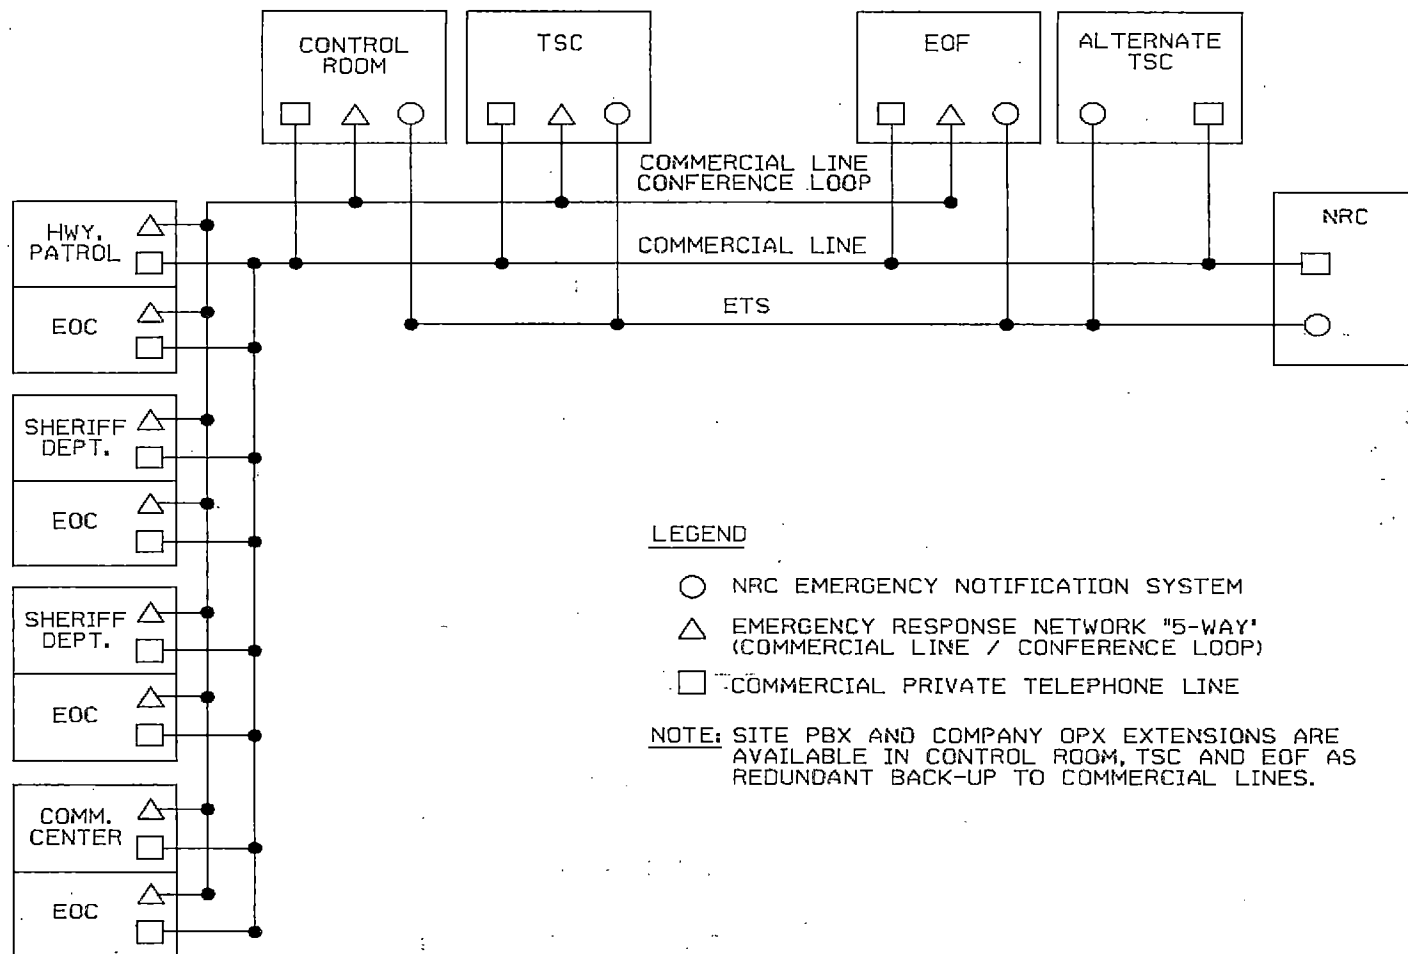 CONTROL
ROOM
TSC
EOF
ALTERNATE
TSC
COMMERCIAL LINE
CONFERENCE LOOP
HWY.
PATROL
COMMERCIAL LINE
NRC
EOC
ETS
SHERIFF
DEPT.
EOC
SHERIFF
DEPT.
EOC
COMM.
CENTER
EOC
LEGEND
NRC EMERGENCY NOTIFICATION SYSTEM
EMERGENCY RESPONSE NETWORK "5-WAY'
(COMMERCIAL LINE / CONFERENCE LOOP)
COMMERCIAL PRIVATE TELEPHONE LINE
NOTE: SITE PBX AND COMPANY OPX EXTENSIONS ARE
AVAILABLE IN CONTROL ROOM, TSC AND EOF AS
REDUNDANT BACK-UP TO COMMERCIAL LINES.